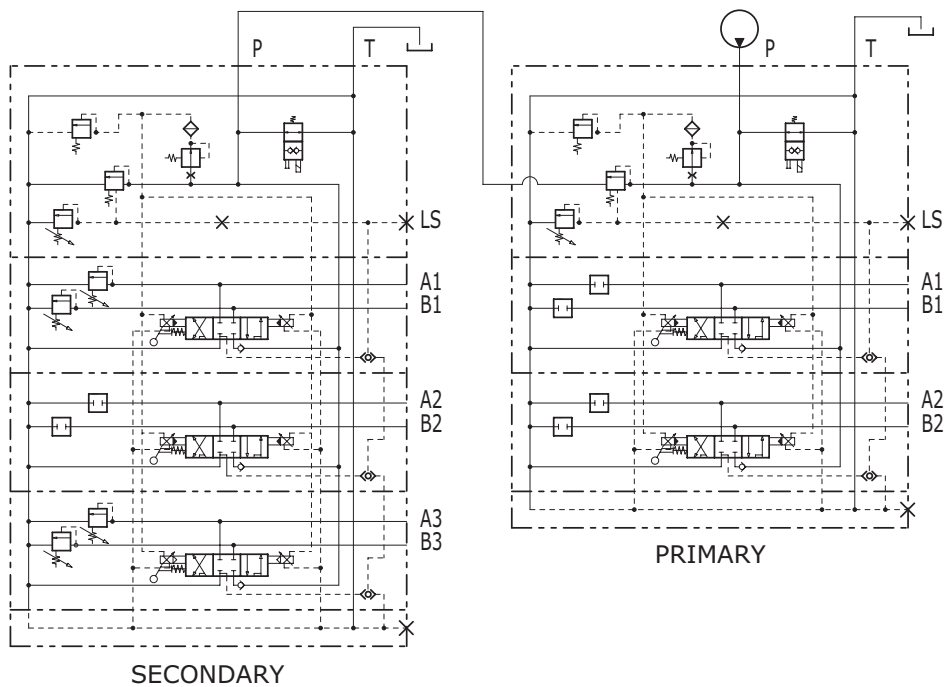 P T
LS
A1
B1
A2
B2
A3
B3
SECONDARY
P T
LS
A1
B1
A2
B2
PRIMARY